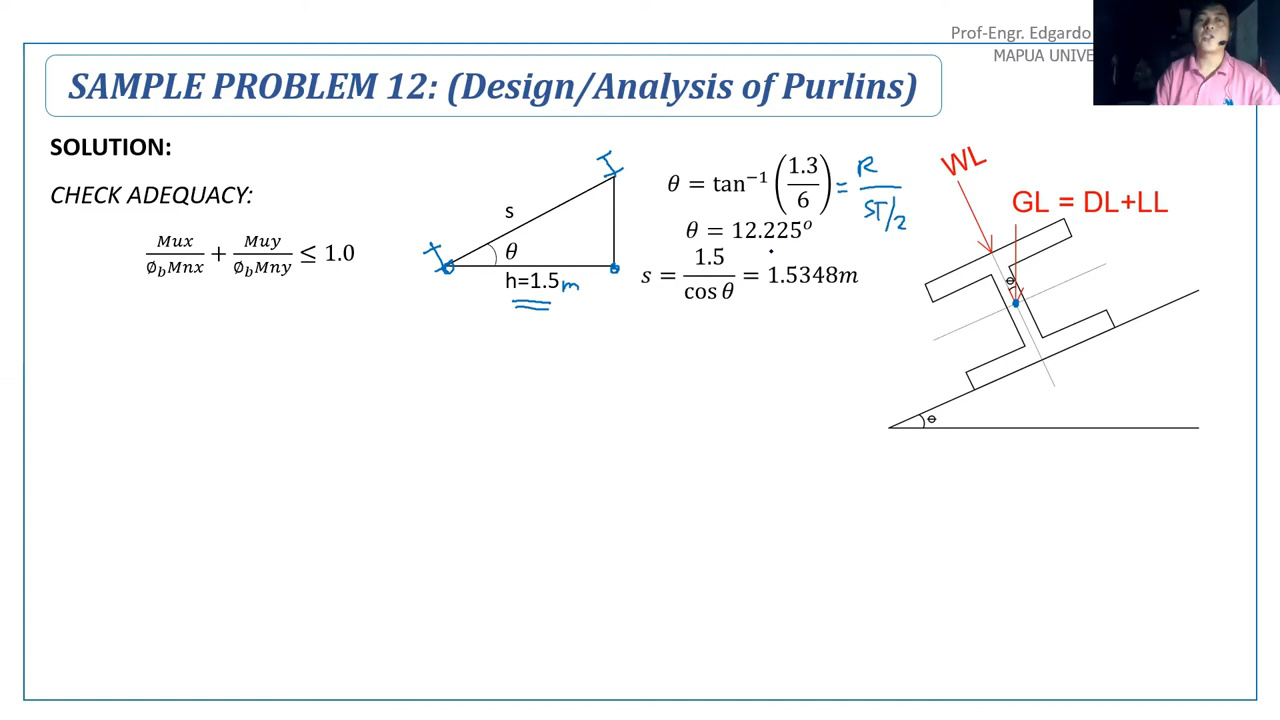 Prof-Engr. Edgardo
MAPUA UNIVE
SAMPLE PROBLEM 12: (Design/Analysis of Purlins)
SOLUTION:
CHECK ADEQUACY:
Mux/∅bMnx + Muy/∅bMny ≤ 1.0
I
s
θ
I
h=1.5m
θ = tan⁻¹(1.3/6) = R/ST/2
θ = 12.225°
s = 1.5/cos θ = 1.5348m
WL
GL = DL+LL
θ
θ